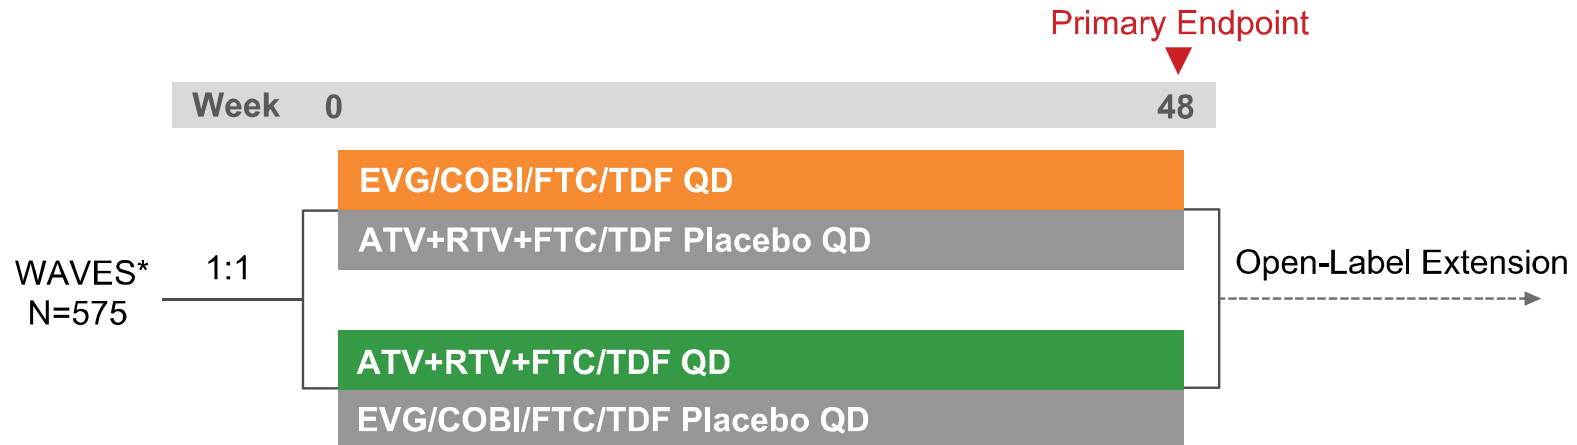 Primary Endpoint
Week 0 48
EVG/COBI/FTC/TDF QD
ATV+RTV+FTC/TDF Placebo QD
WAVES*
N=575
1:1
Open-Label Extension
ATV+RTV+FTC/TDF QD
EVG/COBI/FTC/TDF Placebo QD